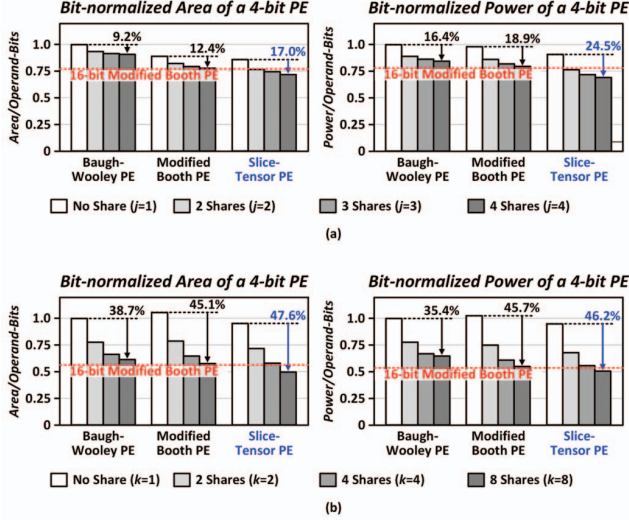 Bit-normalized Area of a 4-bit PE
Area/Operand-Bits
1.0
0.75
0.5
0.25
0
9.2%
12.4%
17.0%
16-bit Modified Booth PE
Baugh-
Wooley PE
Modified
Booth PE
Slice-
Tensor PE
Bit-normalized Power of a 4-bit PE
Power/Operand-Bits
1.0
0.75
0.5
0.25
0
16.4%
18.9%
24.5%
16-bit Modified Booth PE
Baugh-
Wooley PE
Modified
Booth PE
Slice-
Tensor PE
No Share (j=1) 2 Shares (j=2) 3 Shares (j=3) 4 Shares (j=4)
(a)
Bit-normalized Area of a 4-bit PE
Area/Operand-Bits
1.0
0.75
0.5
0.25
0
38.7%
45.1%
47.6%
16-bit Modified Booth PE
Baugh-
Wooley PE
Modified
Booth PE
Slice-
Tensor PE
Bit-normalized Power of a 4-bit PE
Power/Operand-Bits
1.0
0.75
0.5
0.25
0
35.4%
45.7%
46.2%
16-bit Modified Booth PE
Baugh-
Wooley PE
Modified
Booth PE
Slice-
Tensor PE
No Share (k=1) 2 Shares (k=2) 4 Shares (k=4) 8 Shares (k=8)
(b)